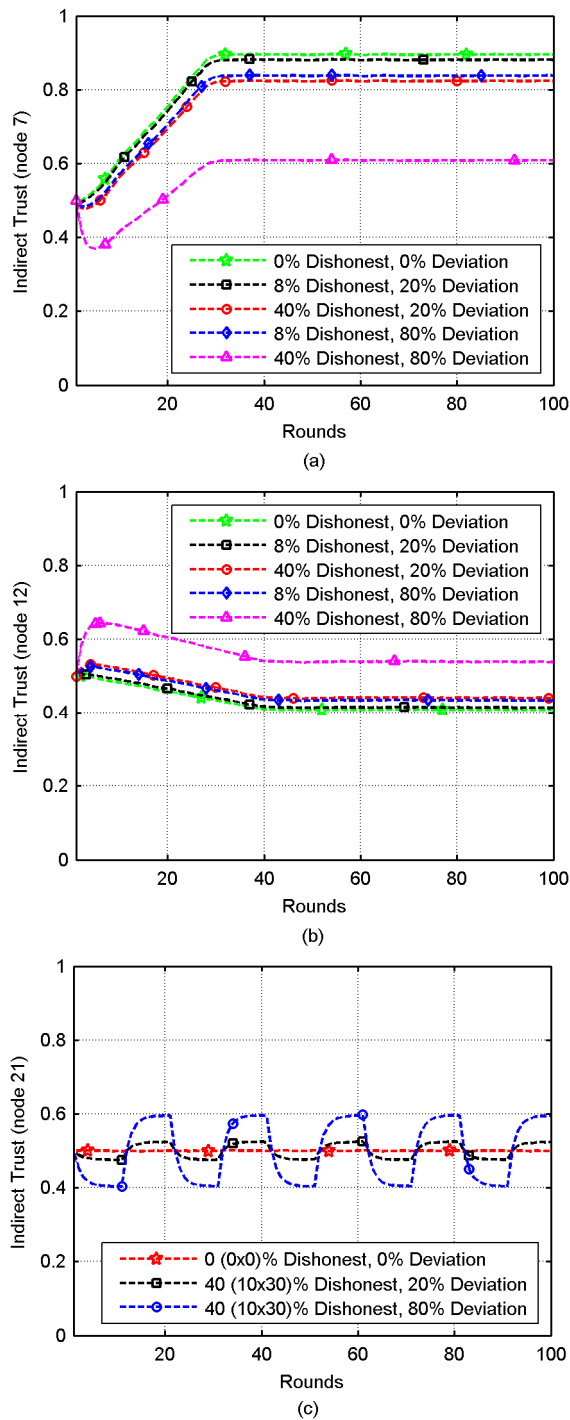 1
0.8
0.6
0.4
0.2
0
Indirect Trust (node 7)
0% Dishonest, 0% Deviation
8% Dishonest, 20% Deviation
40% Dishonest, 20% Deviation
8% Dishonest, 80% Deviation
40% Dishonest, 80% Deviation
20 40 60 80 100
Rounds
(a)
1
0.8
0.6
0.4
0.2
0
Indirect Trust (node 12)
0% Dishonest, 0% Deviation
8% Dishonest, 20% Deviation
40% Dishonest, 20% Deviation
8% Dishonest, 80% Deviation
40% Dishonest, 80% Deviation
20 40 60 80 100
Rounds
(b)
1
0.8
0.6
0.4
0.2
0
Indirect Trust (node 21)
0 (0x0)% Dishonest, 0% Deviation
40 (10x30)% Dishonest, 20% Deviation
40 (10x30)% Dishonest, 80% Deviation
20 40 60 80 100
Rounds
(c)